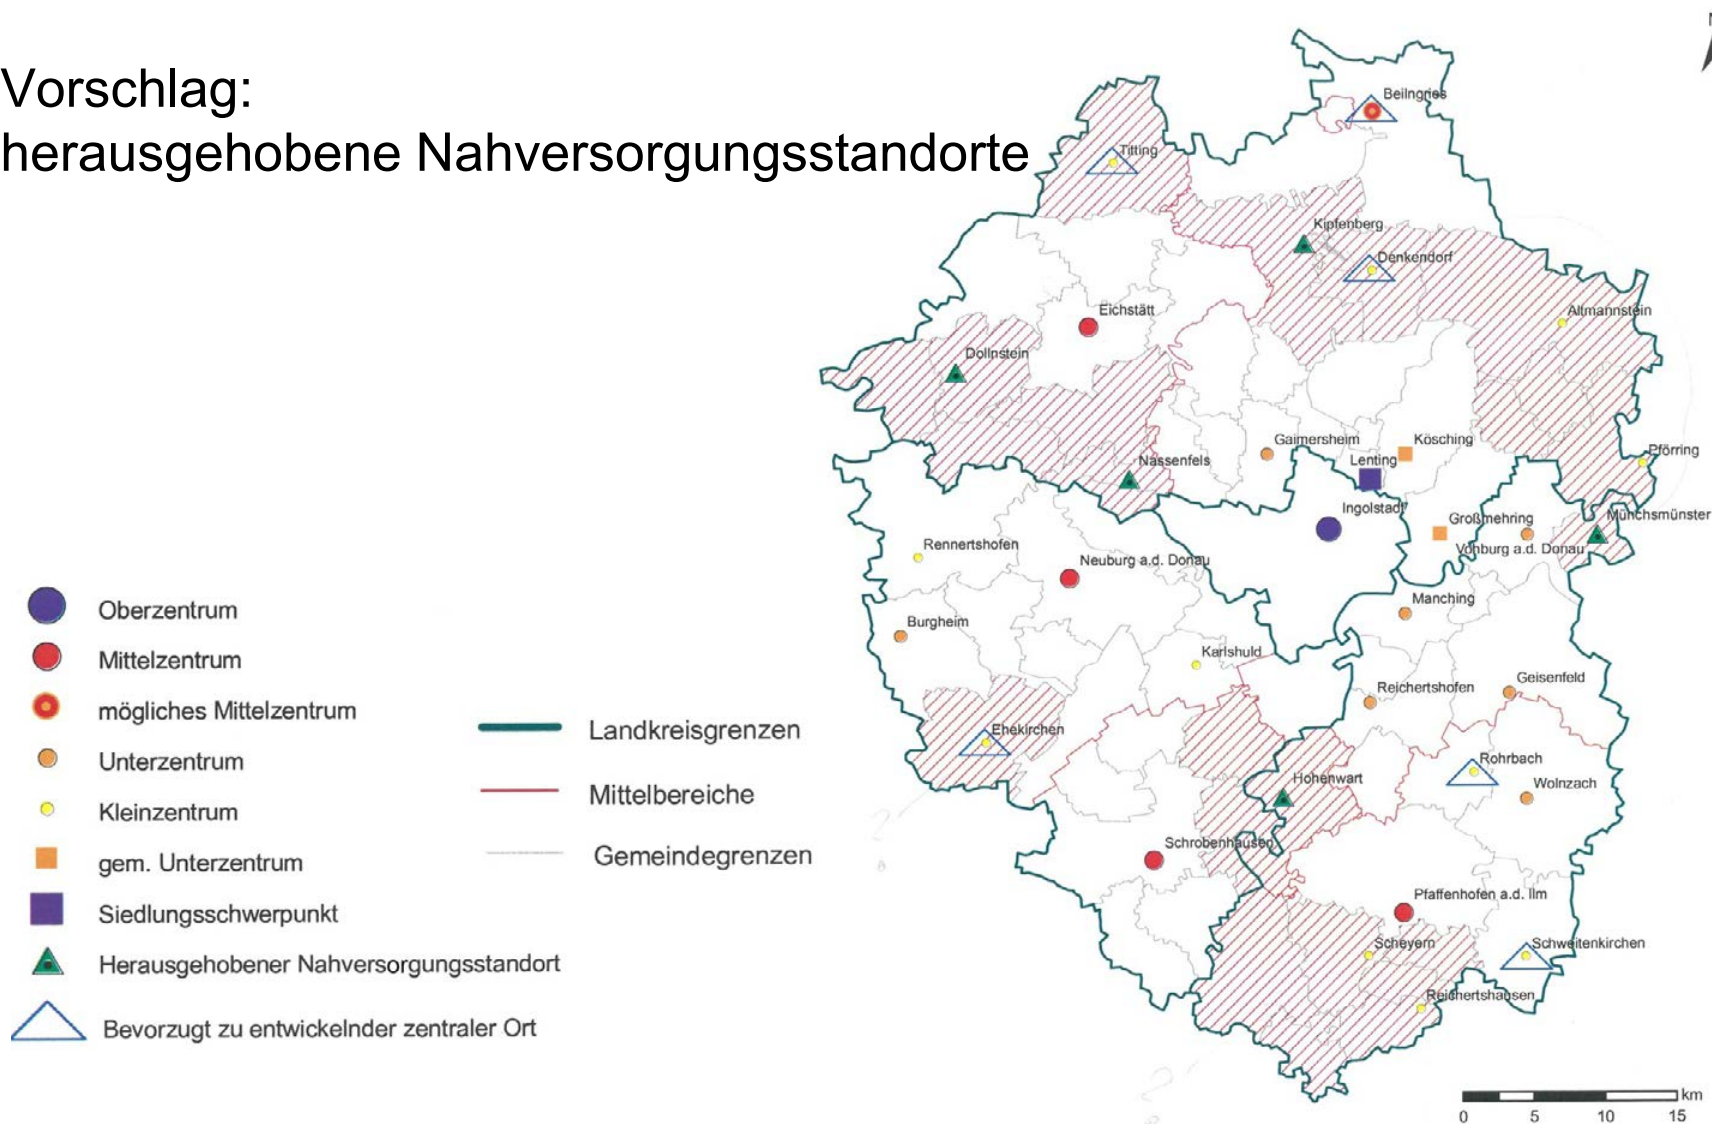 Vorschlag:
herausgehobene Nahversorgungsstandorte
Beilngries
Titting
Kipfenberg
Denkendorf
Altmannstein
Eichstätt
Dollnstein
Gaimersheim
Kösching
Pförring
Lenting
Nassenfels
Ingolstadt
Großmehring
Münchsmünster
Vohburg a.d. Donau
Rennertshofen
Neuburg a.d. Donau
Manching
Burgheim
Karlshuld
Reichertshofen
Geisenfeld
Ehekirchen
Rohrbach
Hohenwart
Wolnzach
Schrobenhausen
Pfaffenhofen a.d. Ilm
Scheyern
Schweitenkirchen
Reichertshausen
Oberzentrum
Mittelzentrum
mögliches Mittelzentrum
Unterzentrum
Kleinzentrum
gem. Unterzentrum
Siedlungsschwerpunkt
Herausgehobener Nahversorgungsstandort
Bevorzugt zu entwickelnder zentraler Ort
Landkreisgrenzen
Mittelbereiche
Gemeindegrenzen
km
0 5 10 15